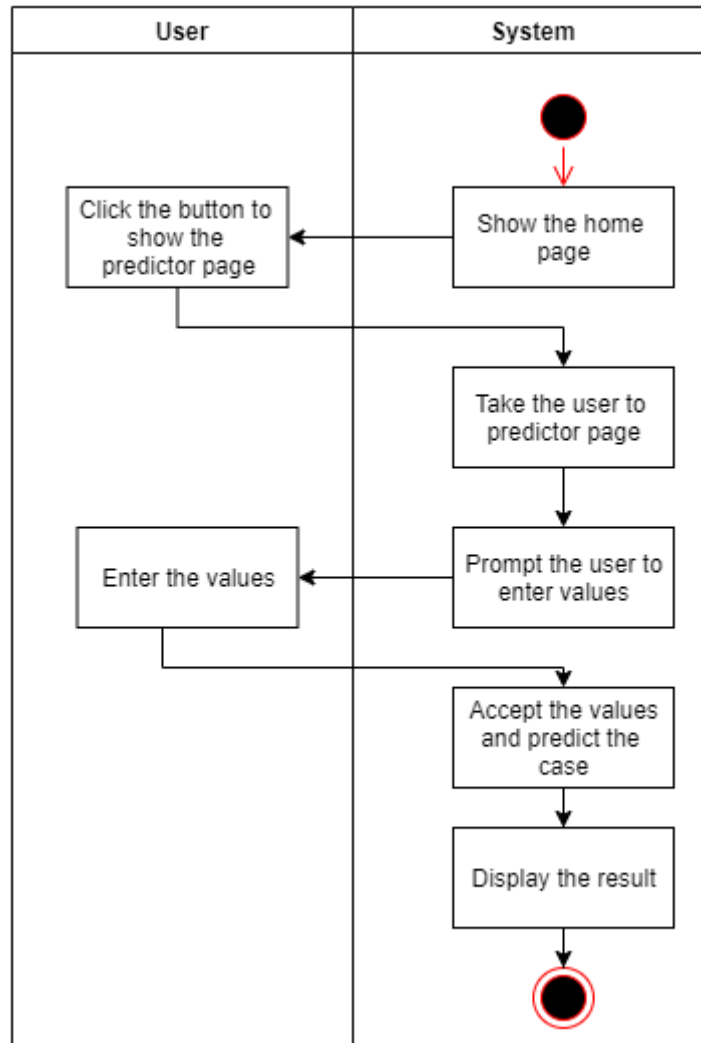 User
System
Click the button to
show the
predictor page
Show the home
page
Take the user to
predictor page
Enter the values
Prompt the user to
enter values
Accept the values
and predict the
case
Display the result